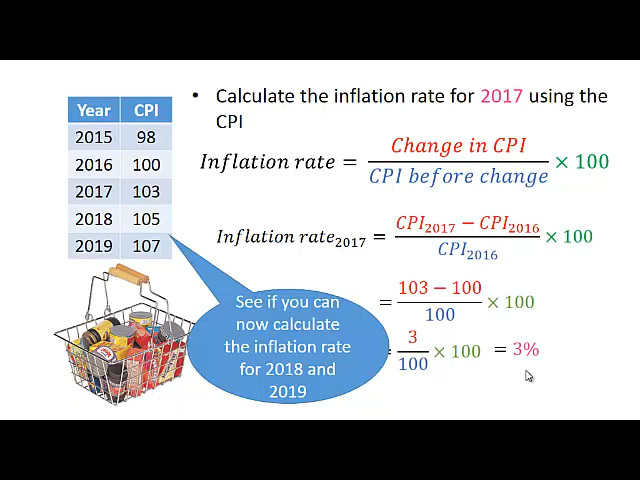 Year CPI
2015 98
2016 100
2017 103
2018 105
2019 107
• Calculate the inflation rate for 2017 using the
CPI
Inflation rate = Change in CPI / CPI before change × 100
Inflation rate₂₀₁₇ = CPI₂₀₁₇ − CPI₂₀₁₆ / CPI₂₀₁₆ × 100
= 103 − 100 / 100 × 100
= 3 / 100 × 100 = 3%
See if you can
now calculate
the inflation rate
for 2018 and
2019